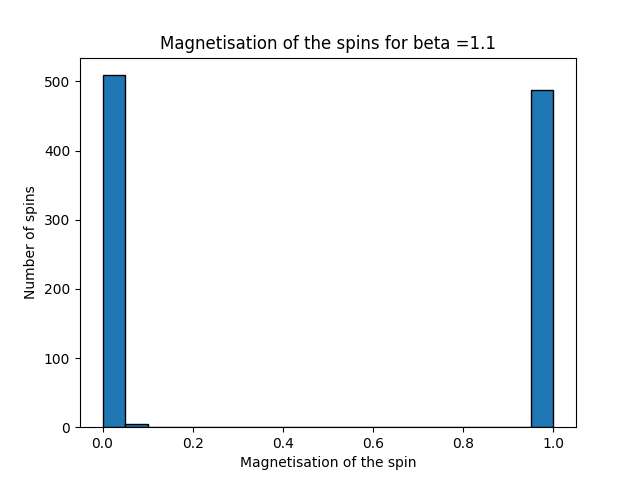 Magnetisation of the spins for beta =1.1
Number of spins
500
400
300
200
100
0
0.0 0.2 0.4 0.6 0.8 1.0
Magnetisation of the spin